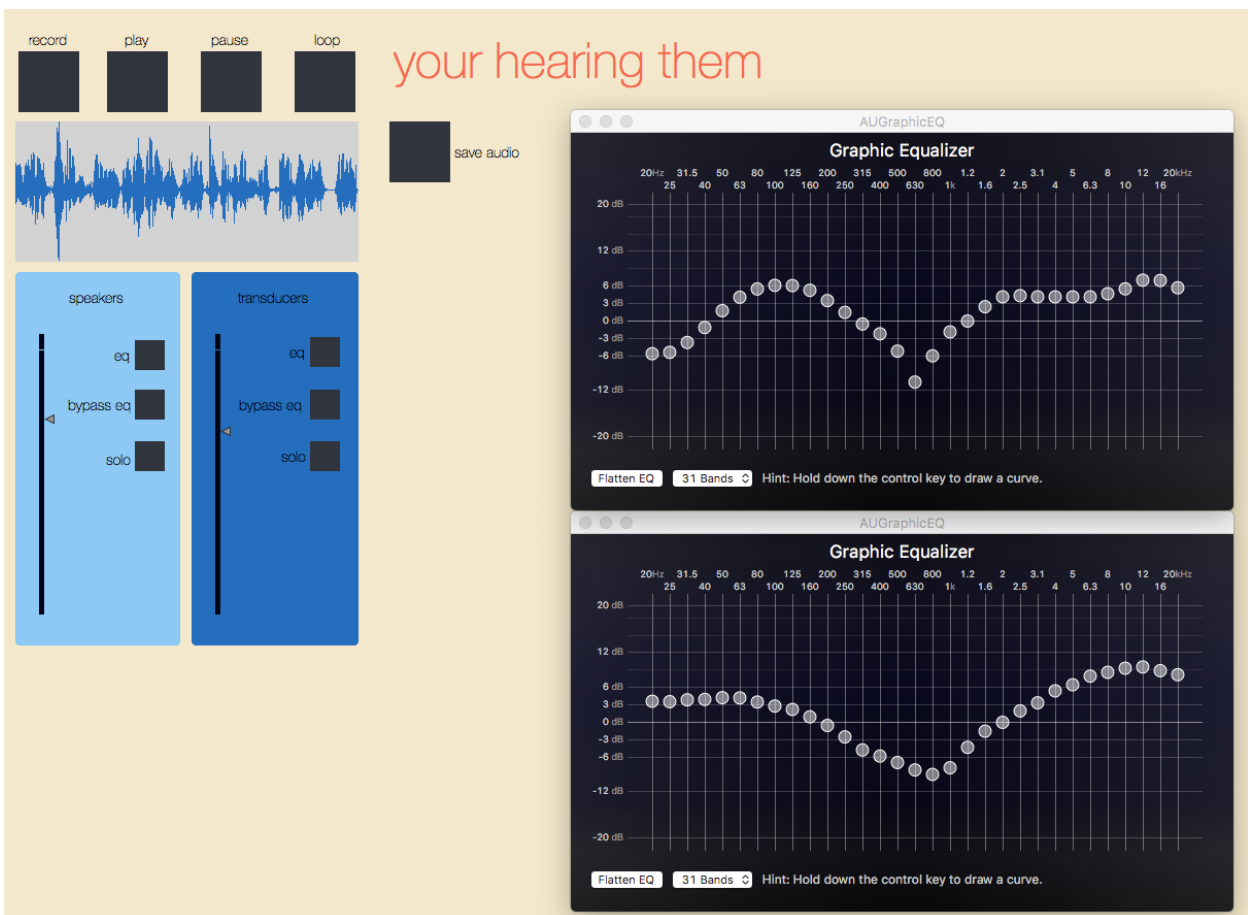 record play pause loop
your hearing them
save audio
speakers
eq
bypass eq
solo
transducers
eq
bypass eq
solo
AUGraphicEQ
Graphic Equalizer
20Hz 31.5 50 80 125 200 315 500 800 1.2 2 3.1 5 8 12 20kHz
25 40 63 100 160 250 400 630 1k 1.6 2.5 4 6.3 10 16
20 dB
12 dB
6 dB
3 dB
0 dB
-3 dB
-6 dB
-12 dB
-20 dB
Flatten EQ 31 Bands Hint: Hold down the control key to draw a curve.
AUGraphicEQ
Graphic Equalizer
20Hz 31.5 50 80 125 200 315 500 800 1.2 2 3.1 5 8 12 20kHz
25 40 63 100 160 250 400 630 1k 1.6 2.5 4 6.3 10 16
20 dB
12 dB
6 dB
3 dB
0 dB
-3 dB
-6 dB
-12 dB
-20 dB
Flatten EQ 31 Bands Hint: Hold down the control key to draw a curve.